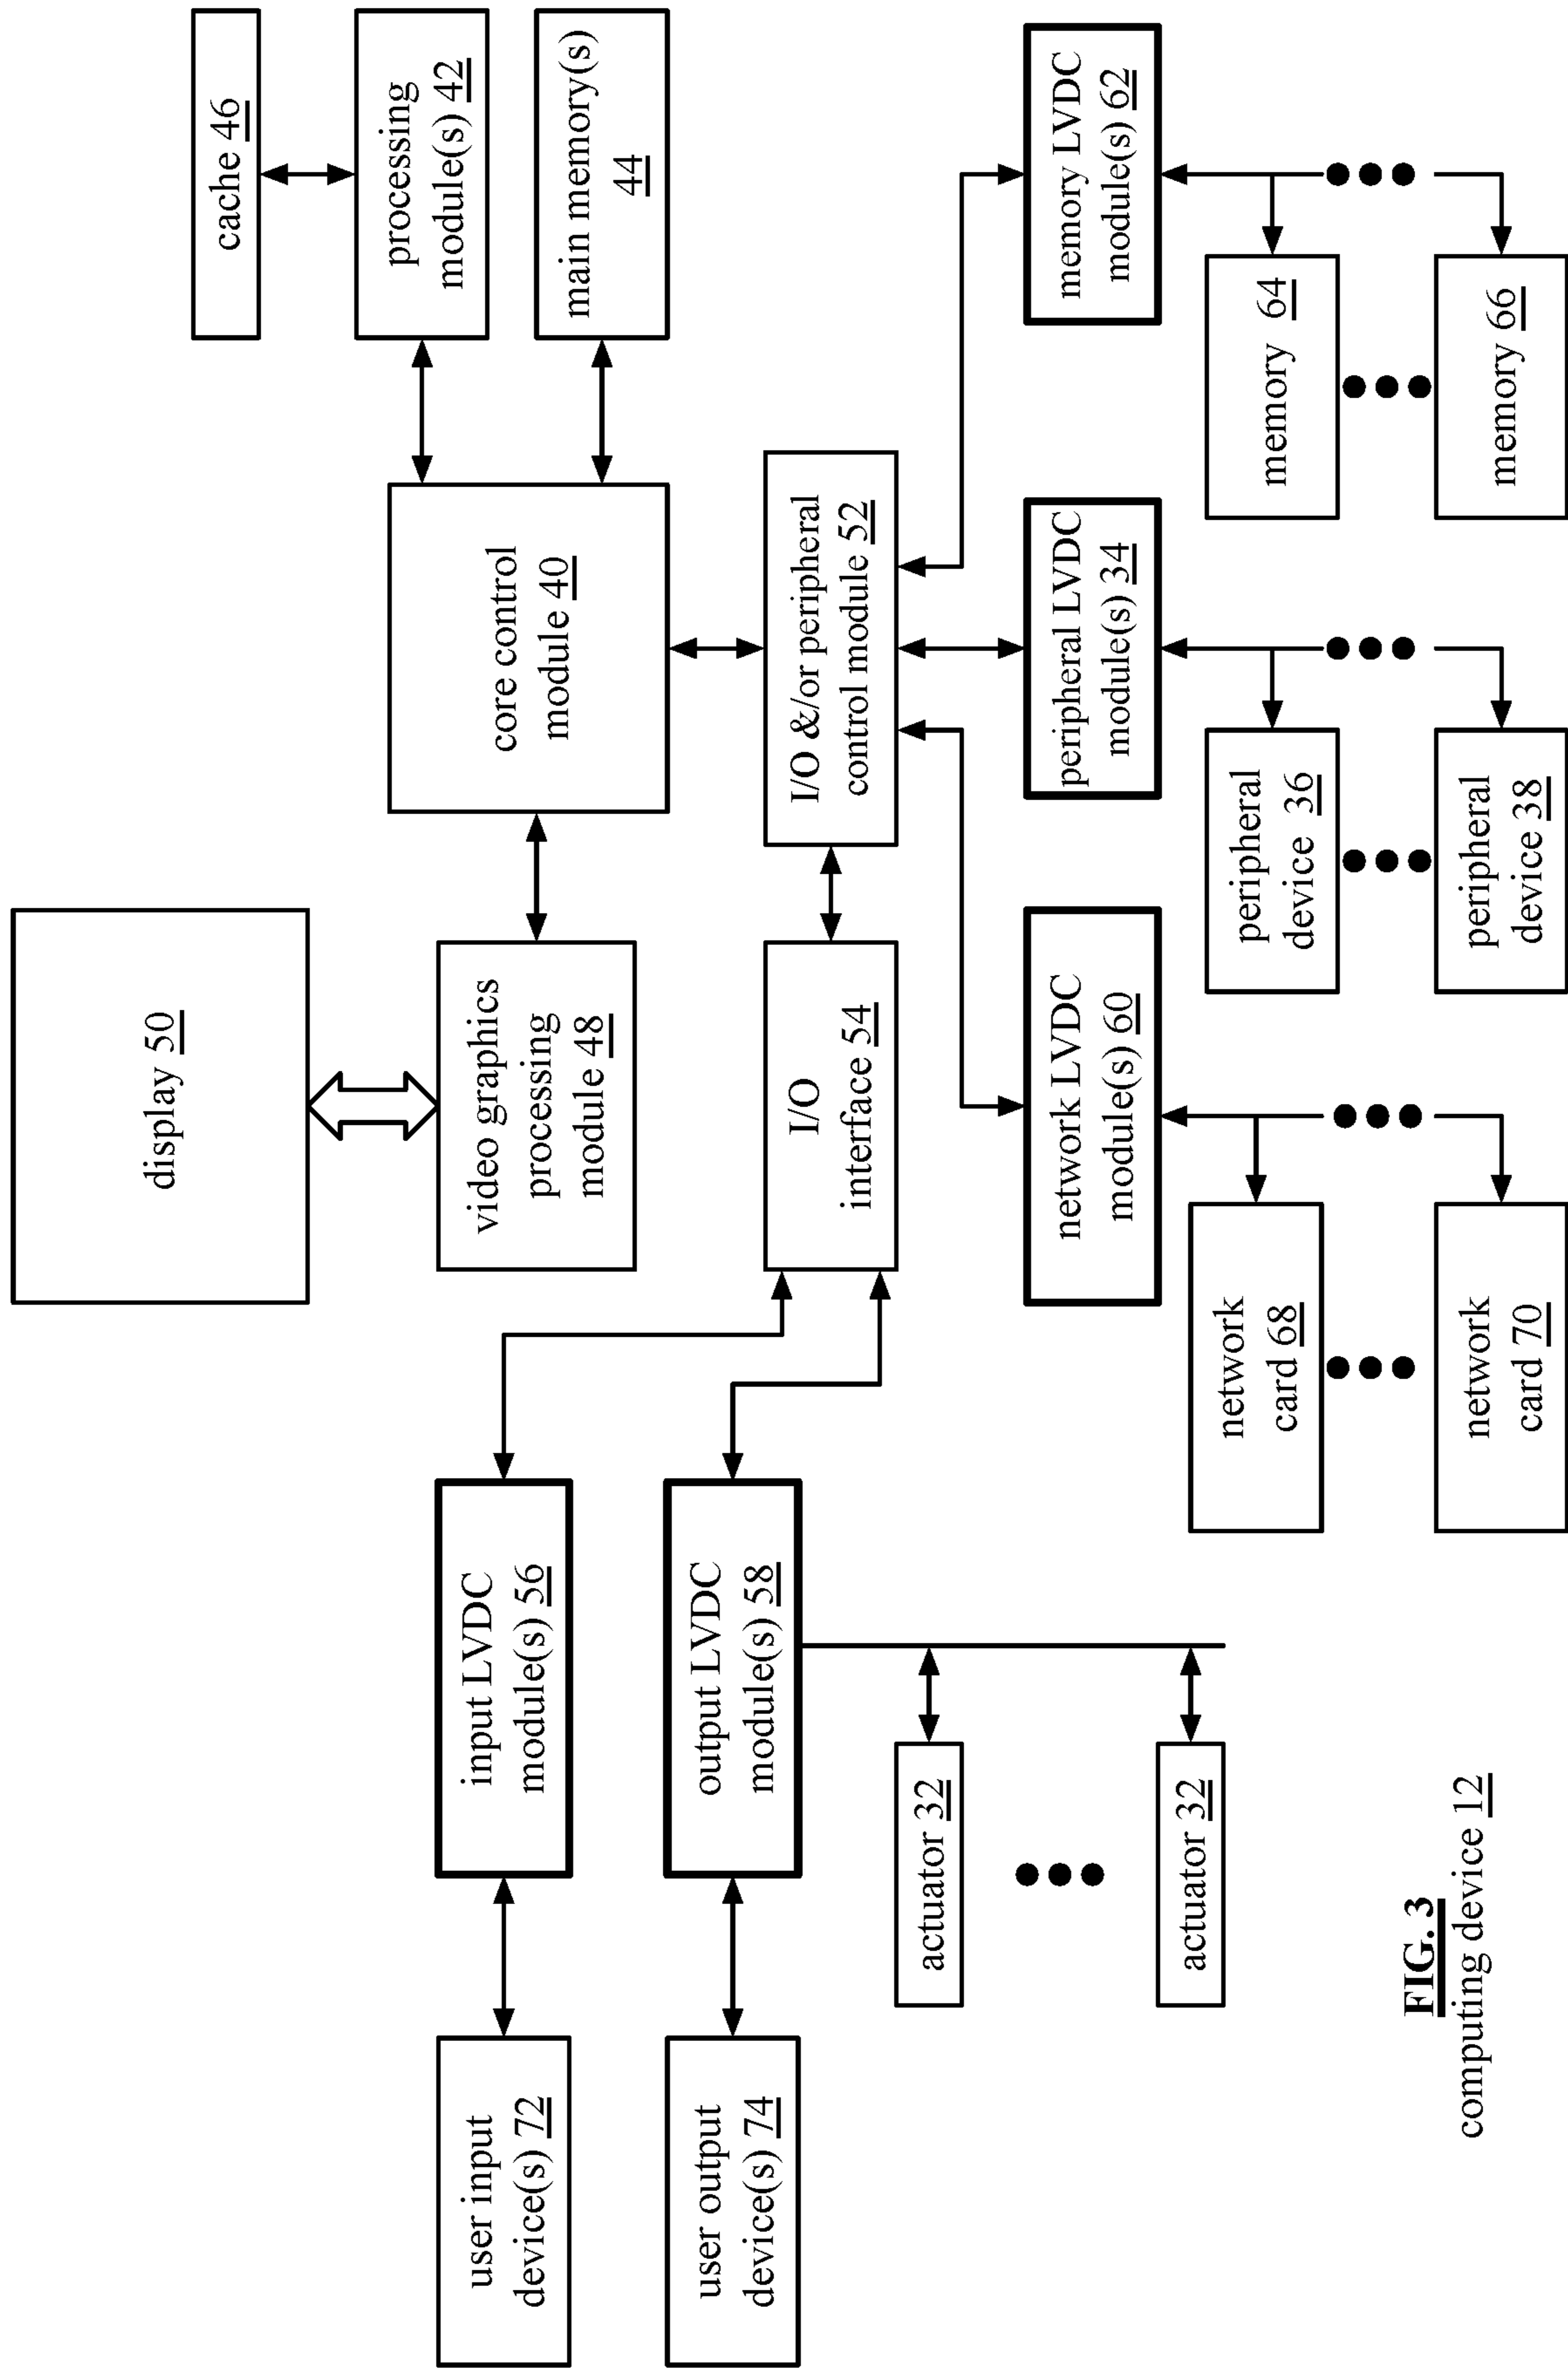 display 50
cache 46
processing
module(s) 42
main memory(s)
44
core control
module 40
video graphics
processing
module 48
user input
device(s) 72
input LVDC
module(s) 56
user output
device(s) 74
output LVDC
module(s) 58
I/O
interface 54
I/O &/or peripheral
control module 52
actuator 32
actuator 32
network LVDC
module(s) 60
peripheral LVDC
module(s) 34
memory LVDC
module(s) 62
network
card 68
peripheral
device 36
memory 64
network
card 70
peripheral
device 38
memory 66
FIG. 3
computing device 12